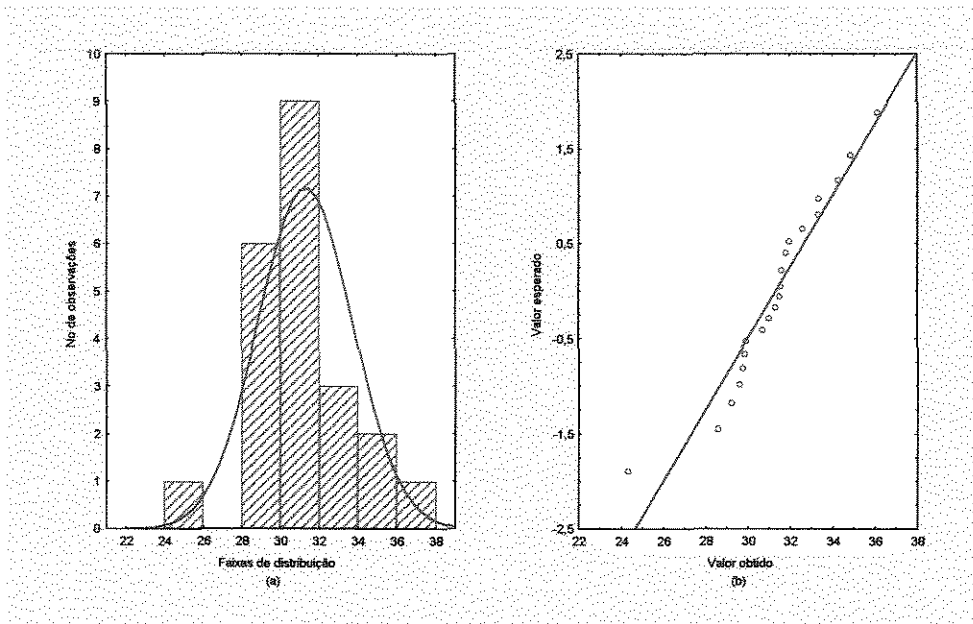 10
9
8
7
6
5
4
3
2
1
0
No de observações
22 24 26 28 30 32 34 36 38
Faixas de distribuição
(a)
2,5
1,5
0,5
-0,5
-1,5
-2,5
Valor esperado
22 24 26 28 30 32 34 36 38
Valor obtido
(b)